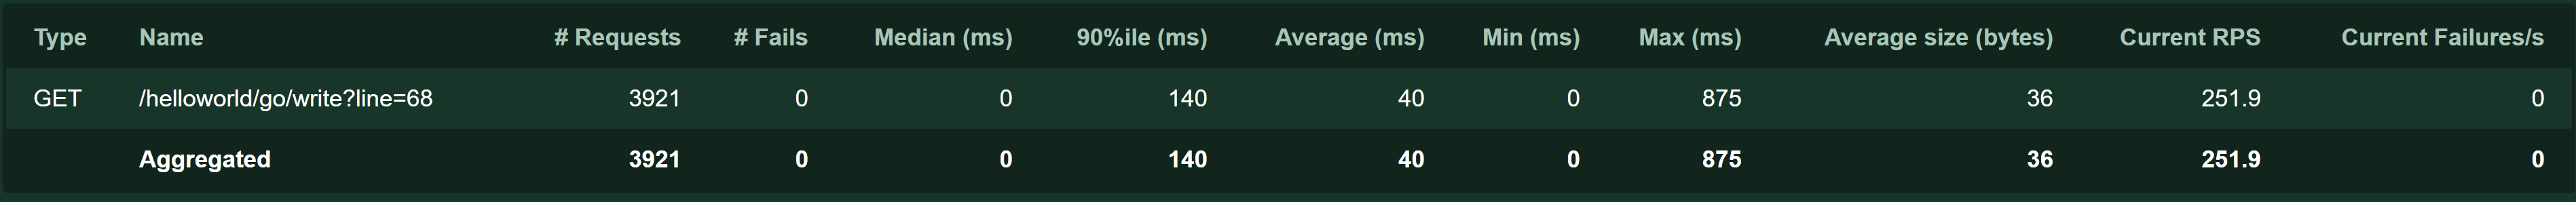 Type Name # Requests # Fails Median (ms) 90%ile (ms) Average (ms) Min (ms) Max (ms) Average size (bytes) Current RPS Current Failures/s
GET /helloworld/go/write?line=68 3921 0 0 140 40 0 875 36 251.9 0
Aggregated 3921 0 0 140 40 0 875 36 251.9 0